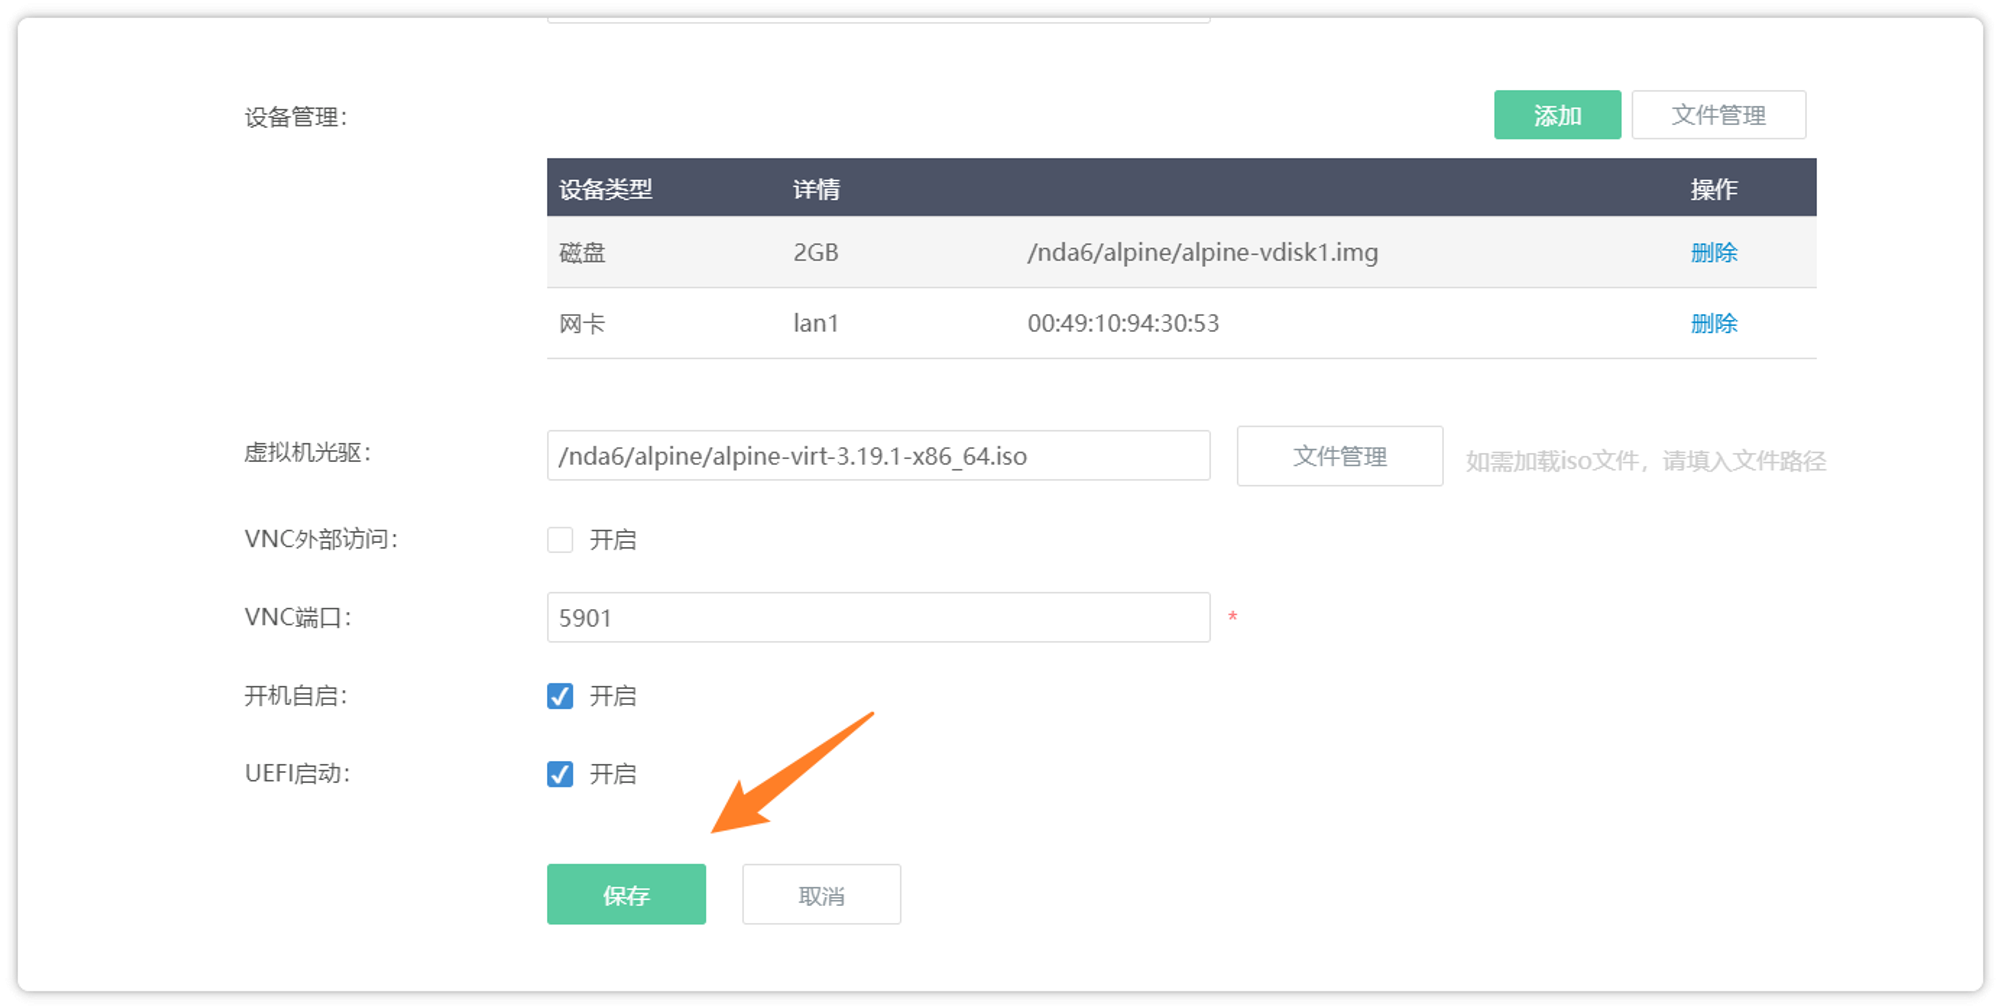 设备管理：
添加 文件管理
设备类型 详情 操作
磁盘 2GB /nda6/alpine/alpine-vdisk1.img 删除
网卡 lan1 00:49:10:94:30:53 删除
虚拟机光驱： /nda6/alpine/alpine-virt-3.19.1-x86_64.iso 文件管理 如需加载iso文件，请填入文件路径
VNC外部访问： 开启
VNC端口： 5901 *
开机自启： 开启
UEFI启动： 开启
保存 取消